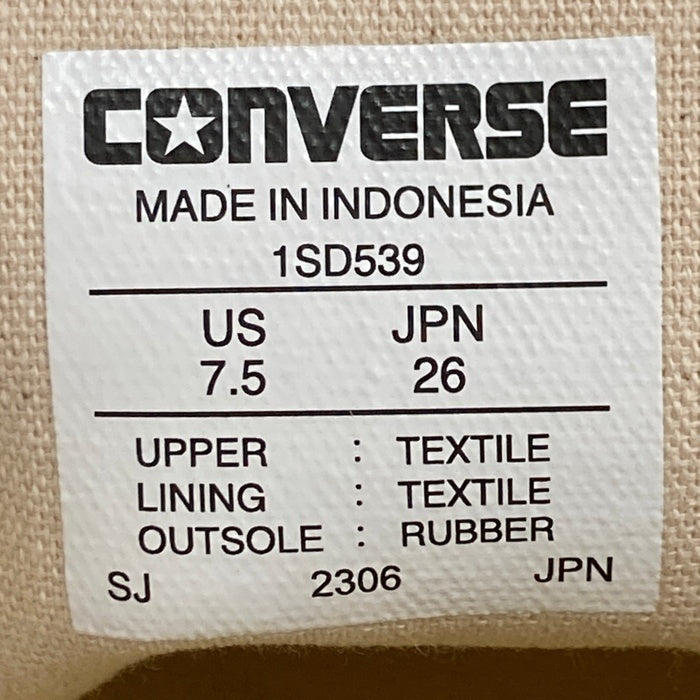 CONVERSE
MADE IN INDONESIA
1SD539
US JPN
7.5 26
UPPER : TEXTILE
LINING : TEXTILE
OUTSOLE : RUBBER
SJ 2306 JPN